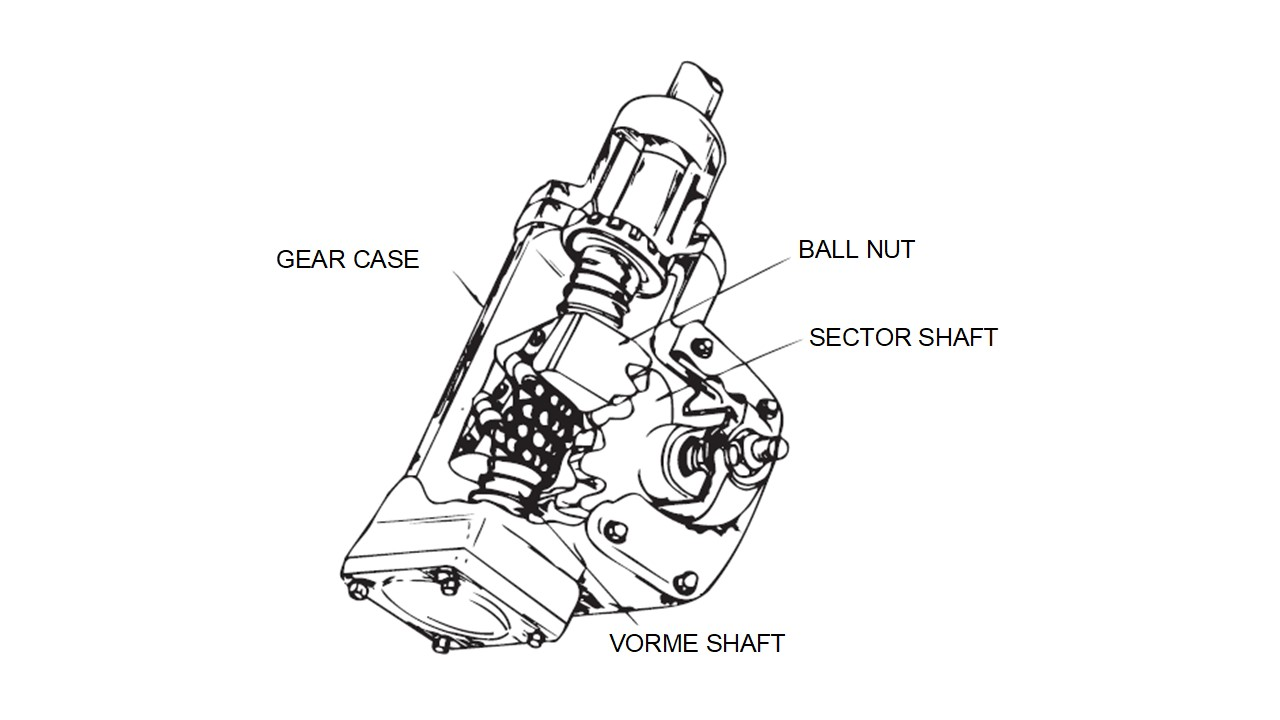 BALL NUT
GEAR CASE
SECTOR SHAFT
VORME SHAFT